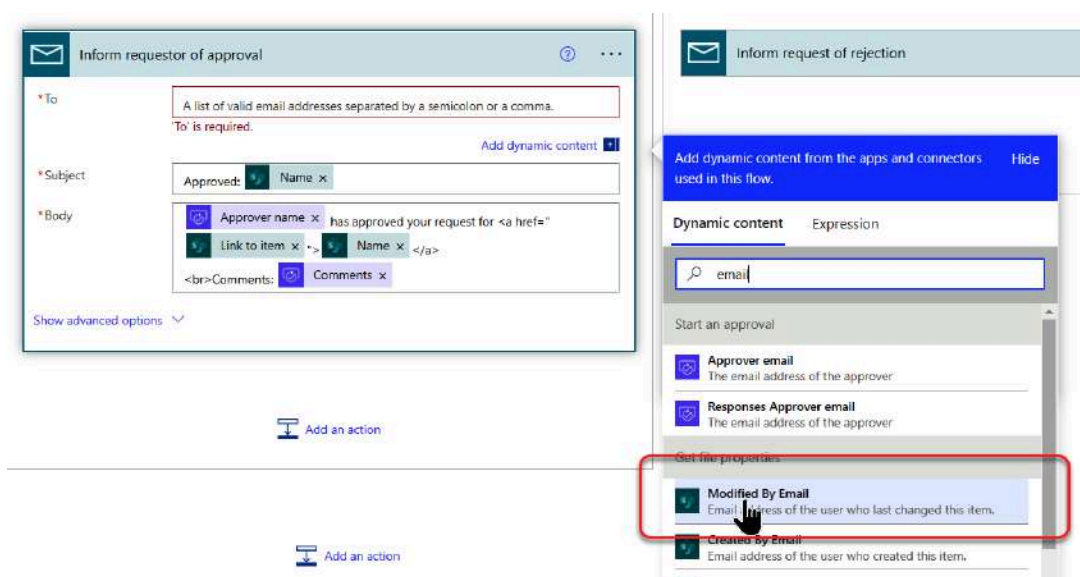 Inform requestor of approval
...
*To
A list of valid email addresses separated by a semicolon or a comma.
'To' is required.
Add dynamic content
*Subject
Approved: Name ×
*Body
Approver name × has approved your request for <a href="
Link to item × "> Name × </a>
<br>Comments: Comments ×
Show advanced options
Add an action
Add an action
Inform request of rejection
Add dynamic content from the apps and connectors
used in this flow.
Hide
Dynamic content Expression
email
Start an approval
Approver email
The email address of the approver
Responses Approver email
The email address of the approver
Get file properties
Modified By Email
Email address of the user who last changed this item.
Created By Email
Email address of the user who created this item.